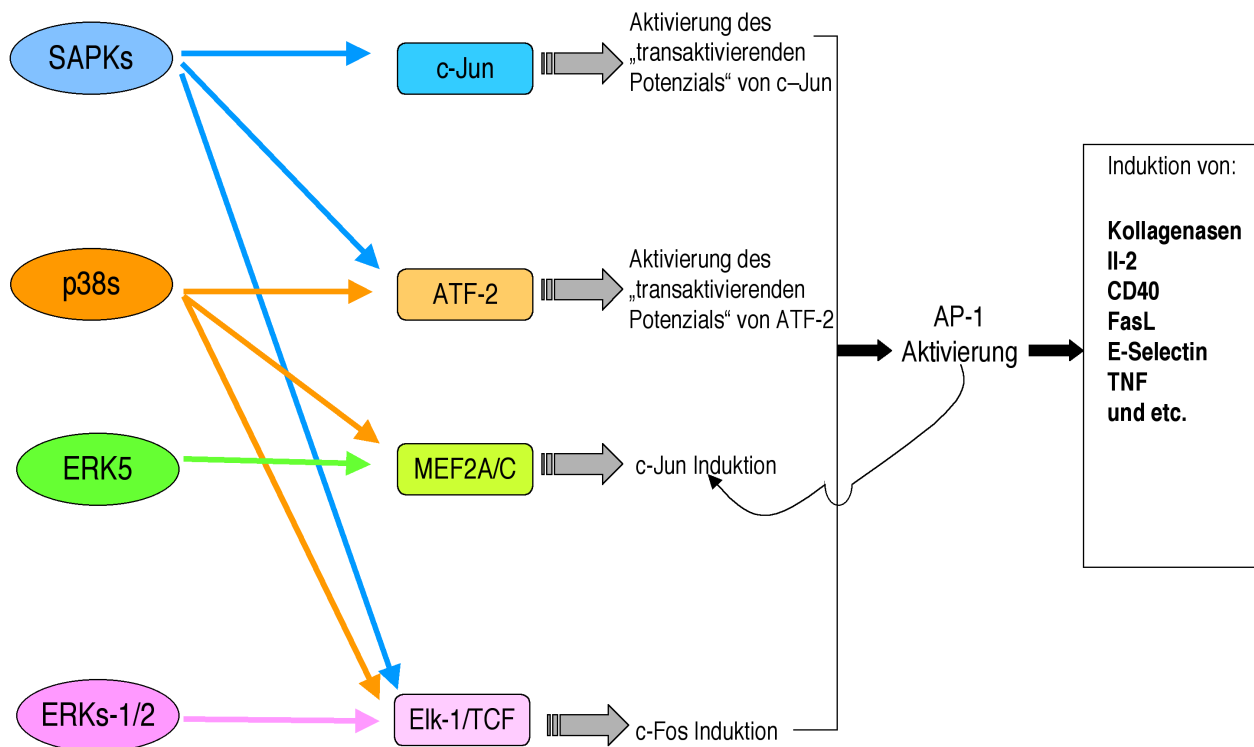 SAPKs
c-Jun
Aktivierung des
„transaktivierenden
Potenzials“ von c–Jun
p38s
ATF-2
Aktivierung des
„transaktivierenden
Potenzials“ von ATF-2
ERK5
MEF2A/C
c-Jun Induktion
ERKs-1/2
Elk-1/TCF
c-Fos Induktion
AP-1
Aktivierung
Induktion von:
Kollagenasen
Il-2
CD40
FasL
E-Selectin
TNF
und etc.